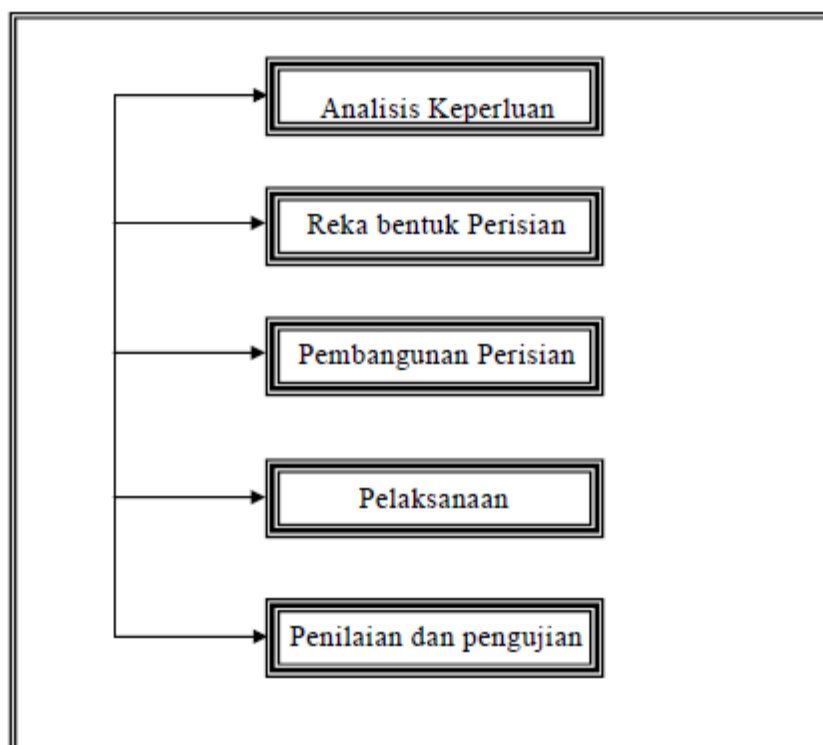 Analisis Keperluan
Reka bentuk Perisian
Pembangunan Perisian
Pelaksanaan
Penilaian dan pengujian